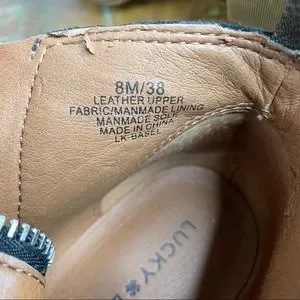 8M/38
LEATHER UPPER
FABRIC/MANMADE LINING
MANMADE SOLE
MADE IN CHINA
LK-BASEL
LUCKY